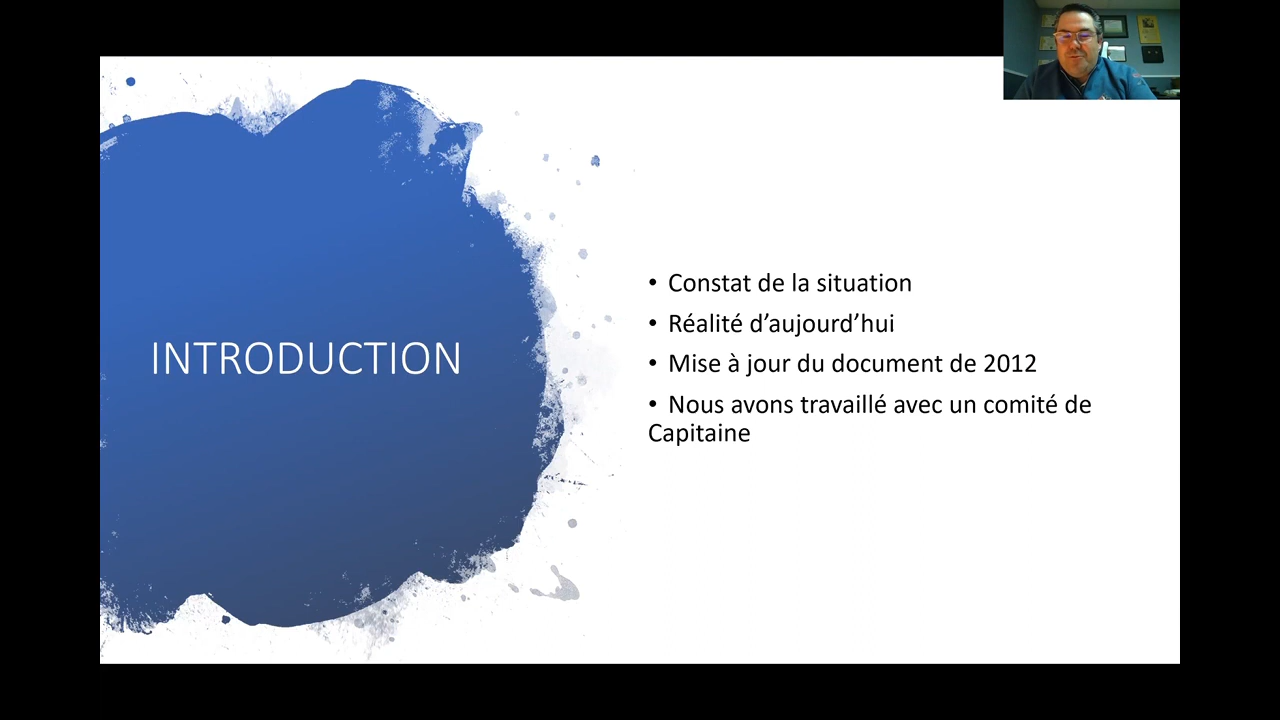 INTRODUCTION
• Constat de la situation
• Réalité d’aujourd’hui
• Mise à jour du document de 2012
• Nous avons travaillé avec un comité de
Capitaine